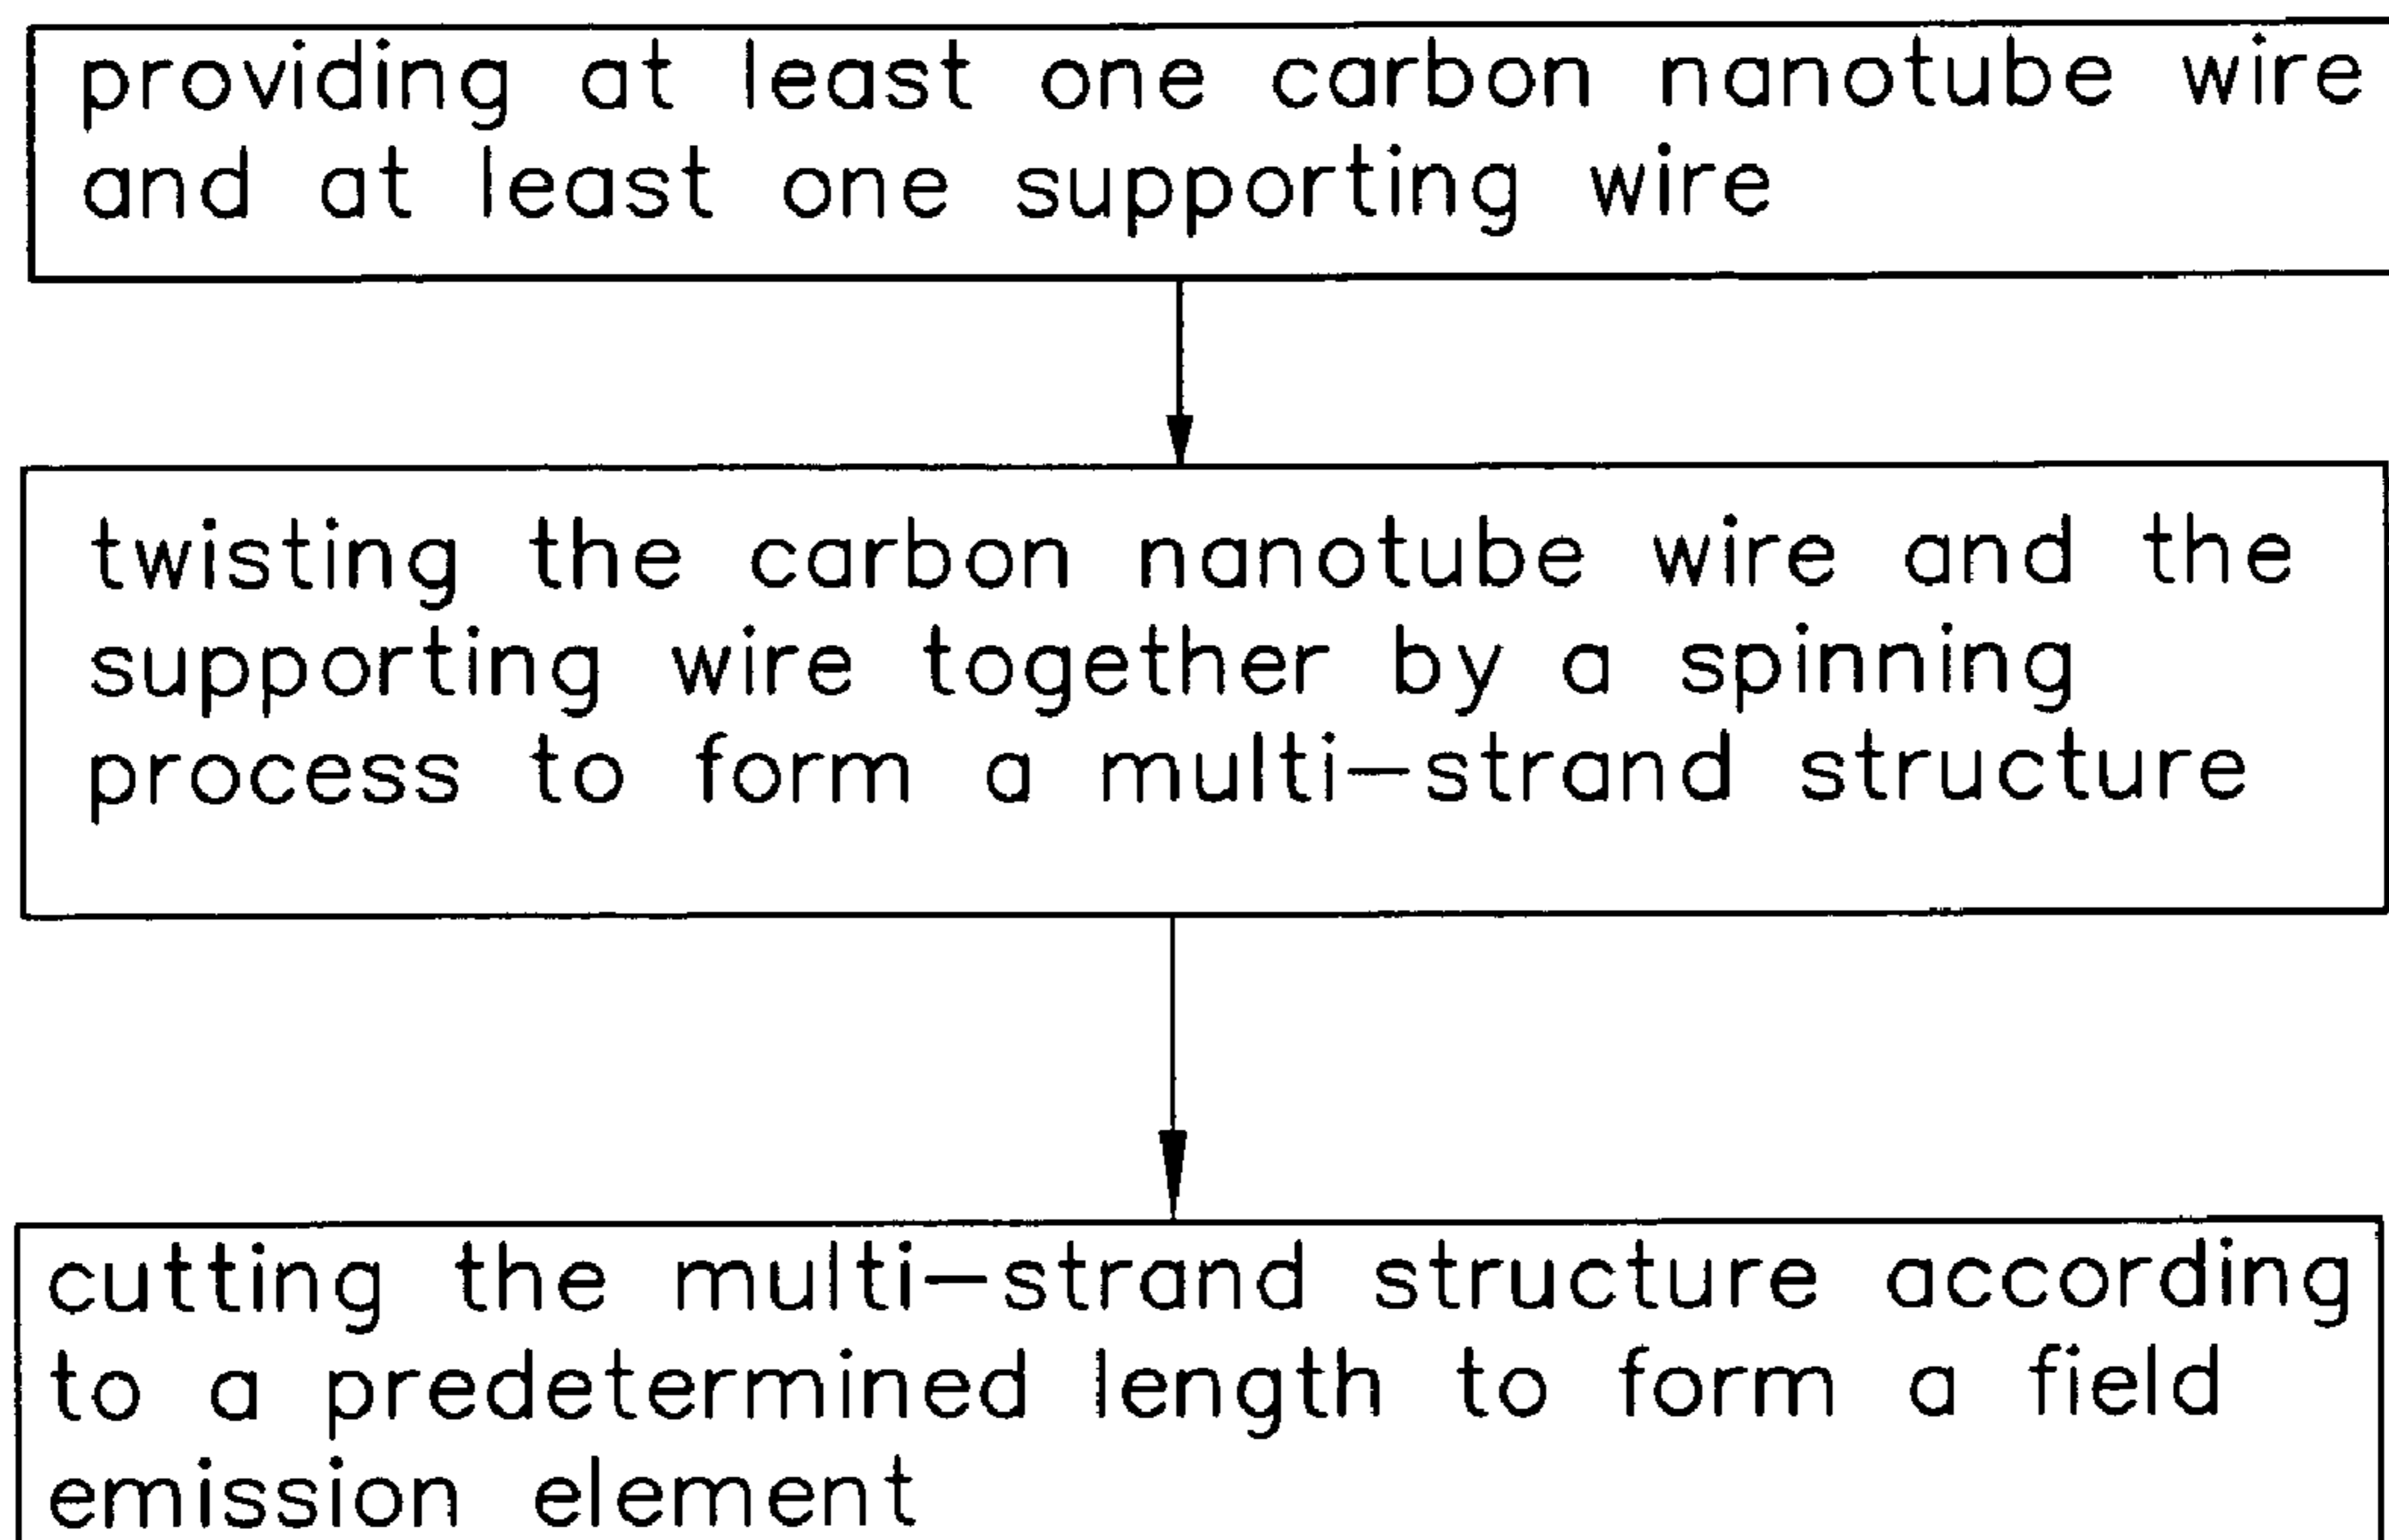 providing at least one carbon nanotube wire
and at least one supporting wire
twisting the carbon nanotube wire and the
supporting wire together by a spinning
process to form a multi-strand structure
cutting the multi-strand structure according
to a predetermined length to form a field
emission element